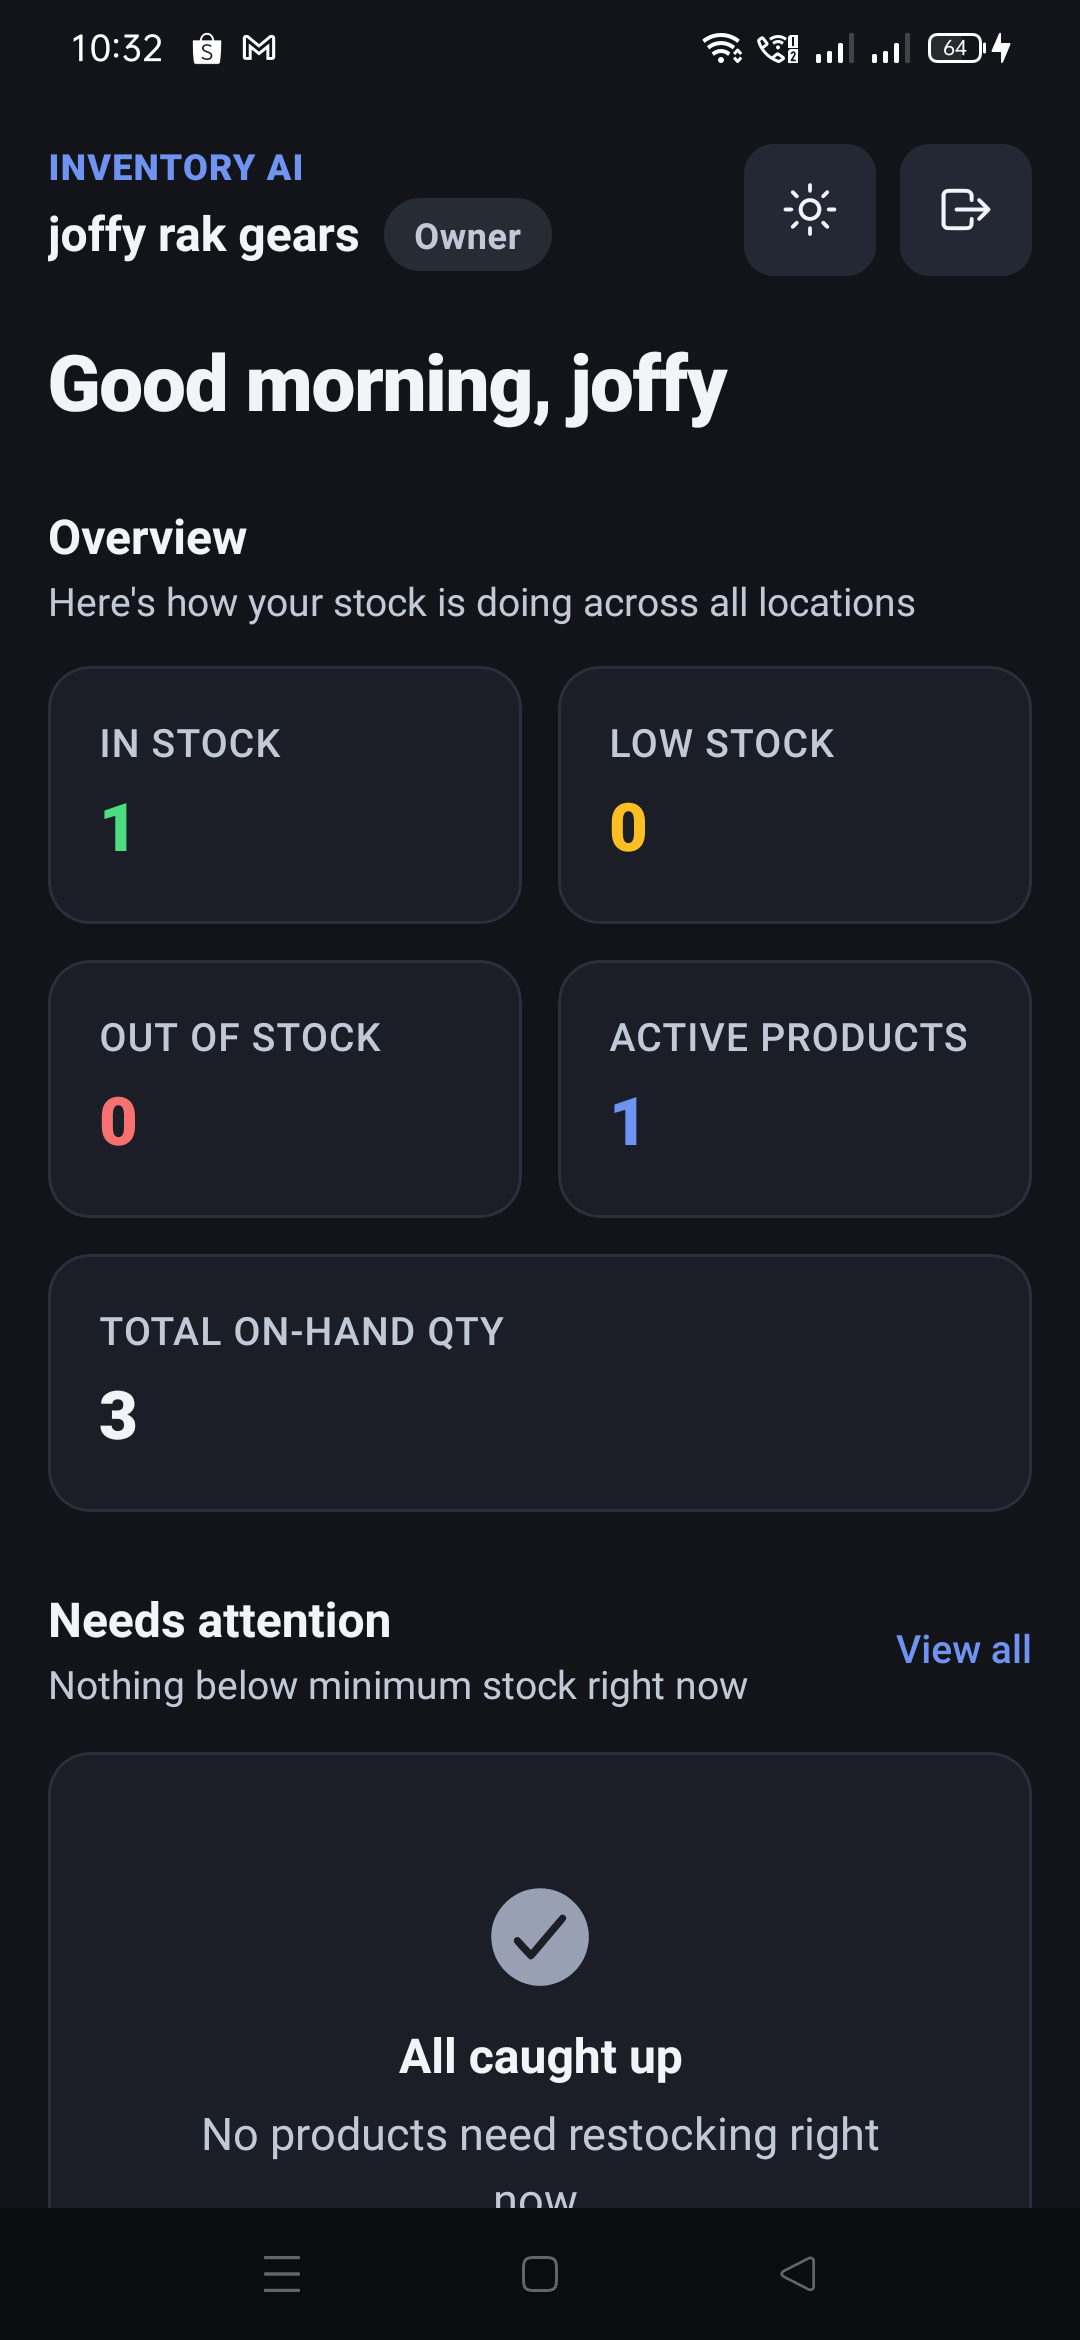 10:32
64
INVENTORY AI
joffy rak gears
Owner
Good morning, joffy
Overview
Here's how your stock is doing across all locations
IN STOCK
1
LOW STOCK
0
OUT OF STOCK
0
ACTIVE PRODUCTS
1
TOTAL ON-HAND QTY
3
Needs attention
View all
Nothing below minimum stock right now
All caught up
No products need restocking right
now